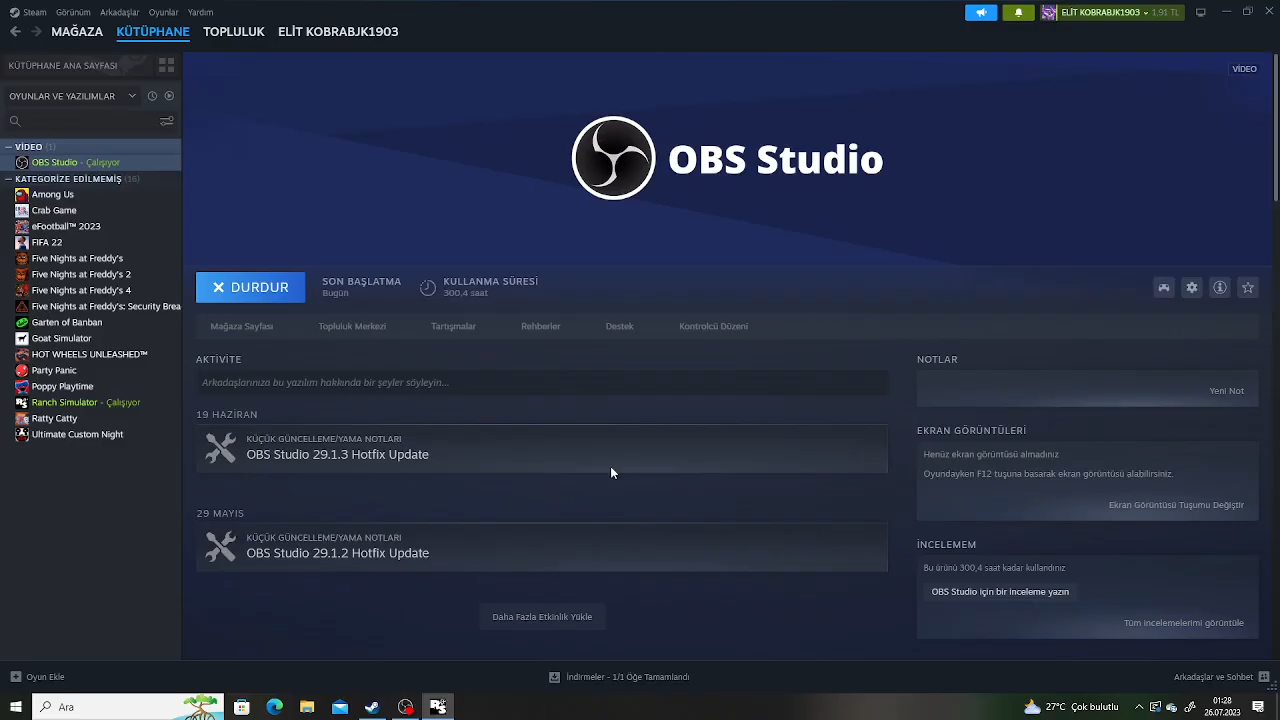 Steam Görünüm Arkadaşlar Oyunlar Yardım
ELİT KOBRABJK1903 1,91 TL
MAĞAZA KÜTÜPHANE TOPLULUK ELİT KOBRABJK1903
KÜTÜPHANE ANA SAYFASI
OYUNLAR VE YAZILIMLAR
VİDEO (1)
OBS Studio - Çalışıyor
KATEGORİZE EDİLMEMİŞ (16)
Among Us
Crab Game
eFootball™ 2023
FIFA 22
Five Nights at Freddy's
Five Nights at Freddy's 2
Five Nights at Freddy's 4
Five Nights at Freddy's: Security Brea
Garten of Banban
Goat Simulator
HOT WHEELS UNLEASHED™
Party Panic
Poppy Playtime
Ranch Simulator - Çalışıyor
Ratty Catty
Ultimate Custom Night
VİDEO
OBS Studio
DURDUR
SON BAŞLATMA
Bugün
KULLANMA SÜRESİ
300,4 saat
Mağaza Sayfası Topluluk Merkezi Tartışmalar Rehberler Destek Kontrolcü Düzeni
AKTİVİTE
Arkadaşlarınıza bu yazılım hakkında bir şeyler söyleyin...
19 HAZİRAN
KÜÇÜK GÜNCELLEME/YAMA NOTLARI
OBS Studio 29.1.3 Hotfix Update
29 MAYIS
KÜÇÜK GÜNCELLEME/YAMA NOTLARI
OBS Studio 29.1.2 Hotfix Update
Daha Fazla Etkinlik Yükle
NOTLAR
Yeni Not
EKRAN GÖRÜNTÜLERİ
Henüz ekran görüntüsü almadınız
Oyundayken F12 tuşuna basarak ekran görüntüsü alabilirsiniz.
Ekran Görüntüsü Tuşumu Değiştir
İNCELEMEM
Bu ürünü 300,4 saat kadar kullandınız
OBS Studio için bir inceleme yazın
Tüm incelemelerimi görüntüle
Oyun Ekle
İndirmeler - 1/1 Öğe Tamamlandı
Arkadaşlar ve Sohbet
Ara
27°C Çok bulutlu
01:28
26.07.2023